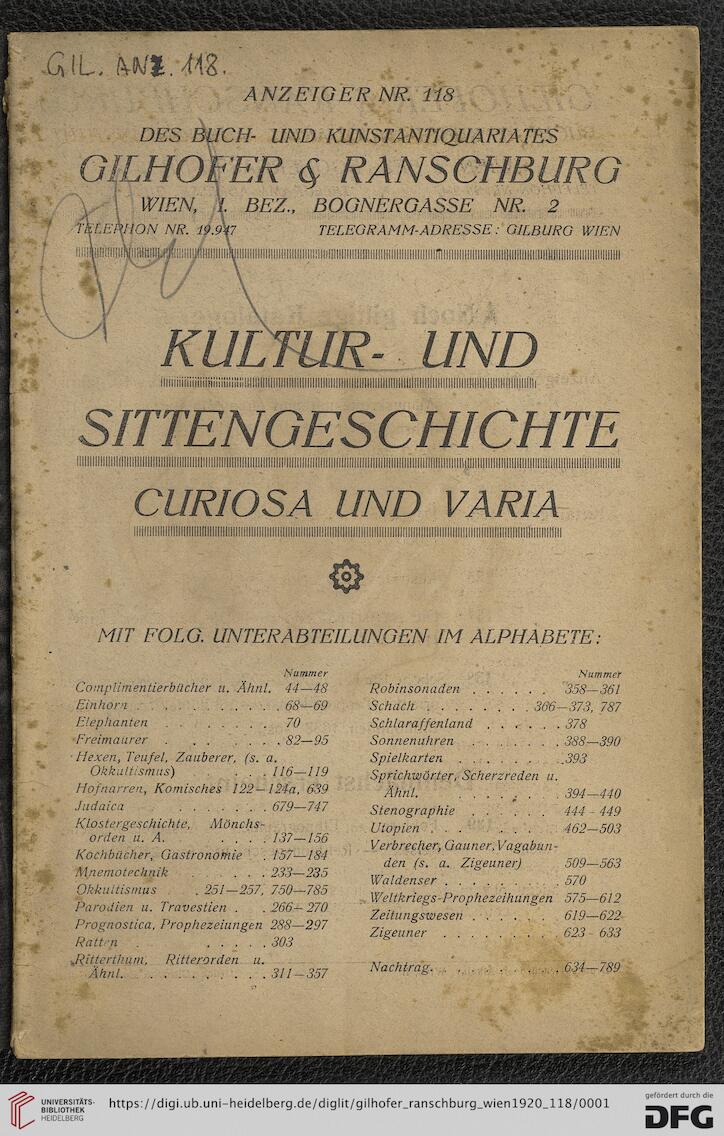 GIL. ANZ. 118.
ANZEIGER NR. 118
DES BUCH- UND KUNSTANTIQUARIATES
GILHOFER & RANSCHBURG
WIEN, I. BEZ., BOGNERGASSE NR. 2
TELEPHON NR. 19.947 TELEGRAMM-ADRESSE: GILBURG WIEN
KULTUR- UND
SITTENGESCHICHTE
CURIOSA UND VARIA
MIT FOLG. UNTERABTEILUNGEN IM ALPHABETE:
Nummer
Complimentierbücher u. Ähnl. 44—48
Einhorn . . . . . . . . . 68—69
Elephanten . . . . . . . 70
Freimaurer . . . . . . . . 82—95
Hexen, Teufel, Zauberer, (s. a.
Okkultismus) . . . . . . 116—119
Hofnarren, Komisches 122—124a, 639
Judaica . . . . . . . 679—747
Klostergeschichte, Mönchs-
orden u. A. . . . . 137—156
Kochbücher, Gastronomie . . 157—184
Mnemotechnik . . . . . 233—235
Okkultismus . 251—257, 750—785
Parodien u. Travestien . . 266—270
Prognostica, Prophezeiungen 288—297
Ratten . . . . . . 303
Ritterthum, Ritterorden u.
Ähnl. . . . . . . . . . 311—357
Nummer
Robinsonaden . . . . . . 358—361
Schach . . . . . . . . 366—373, 787
Schlaraffenland . . . . . . 378
Sonnenuhren . . . . . . . 388—390
Spielkarten . . . . . . . .393
Sprichwörter, Scherzreden u.
Ähnl. . . . . . . . . 394—440
Stenographie . . . . . . 444—449
Utopien . . . . . . . . 462—503
Verbrecher, Gauner, Vagabun-
den (s. a. Zigeuner) 509—563
Waldenser . . . . . . . . 570
Weltkriegs-Prophezeihungen 575—612
Zeitungswesen . . . . . . 619—622
Zigeuner . . . . . . . . 623—633
Nachtrag. . . . . . . . . 634—789
UNIVERSITÄTS-
BIBLIOTHEK
HEIDELBERG
https://digi.ub.uni-heidelberg.de/diglit/gilhofer_ranschburg_wien1920_118/0001
gefördert durch die
DFG